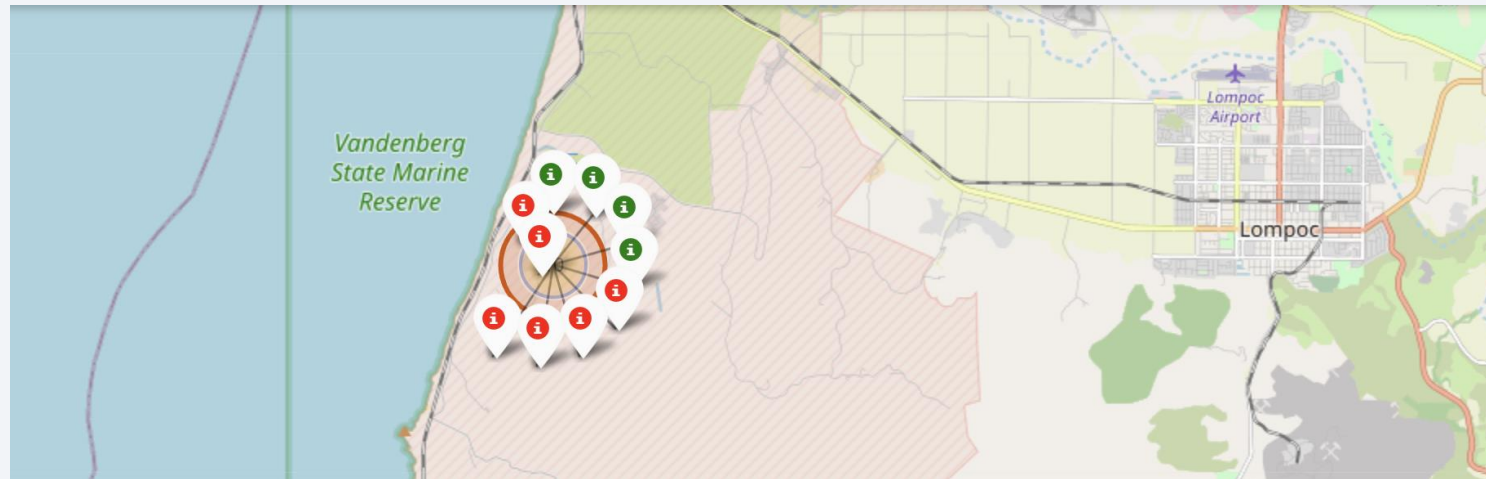 Vandenberg
State Marine
Reserve
Lompoc
Airport
Lompoc
i
i
i
i
i
i
i
i
i
i